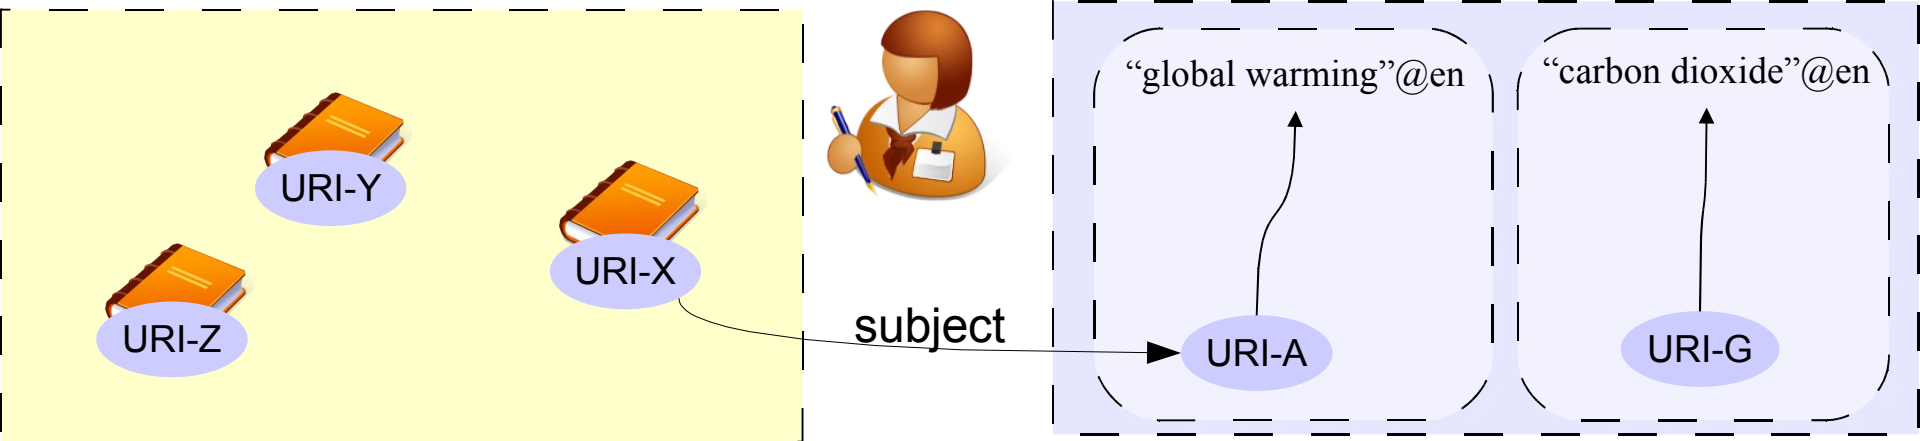 URI-Y
URI-X
URI-Z
subject
“global warming”@en
URI-A
“carbon dioxide”@en
URI-G